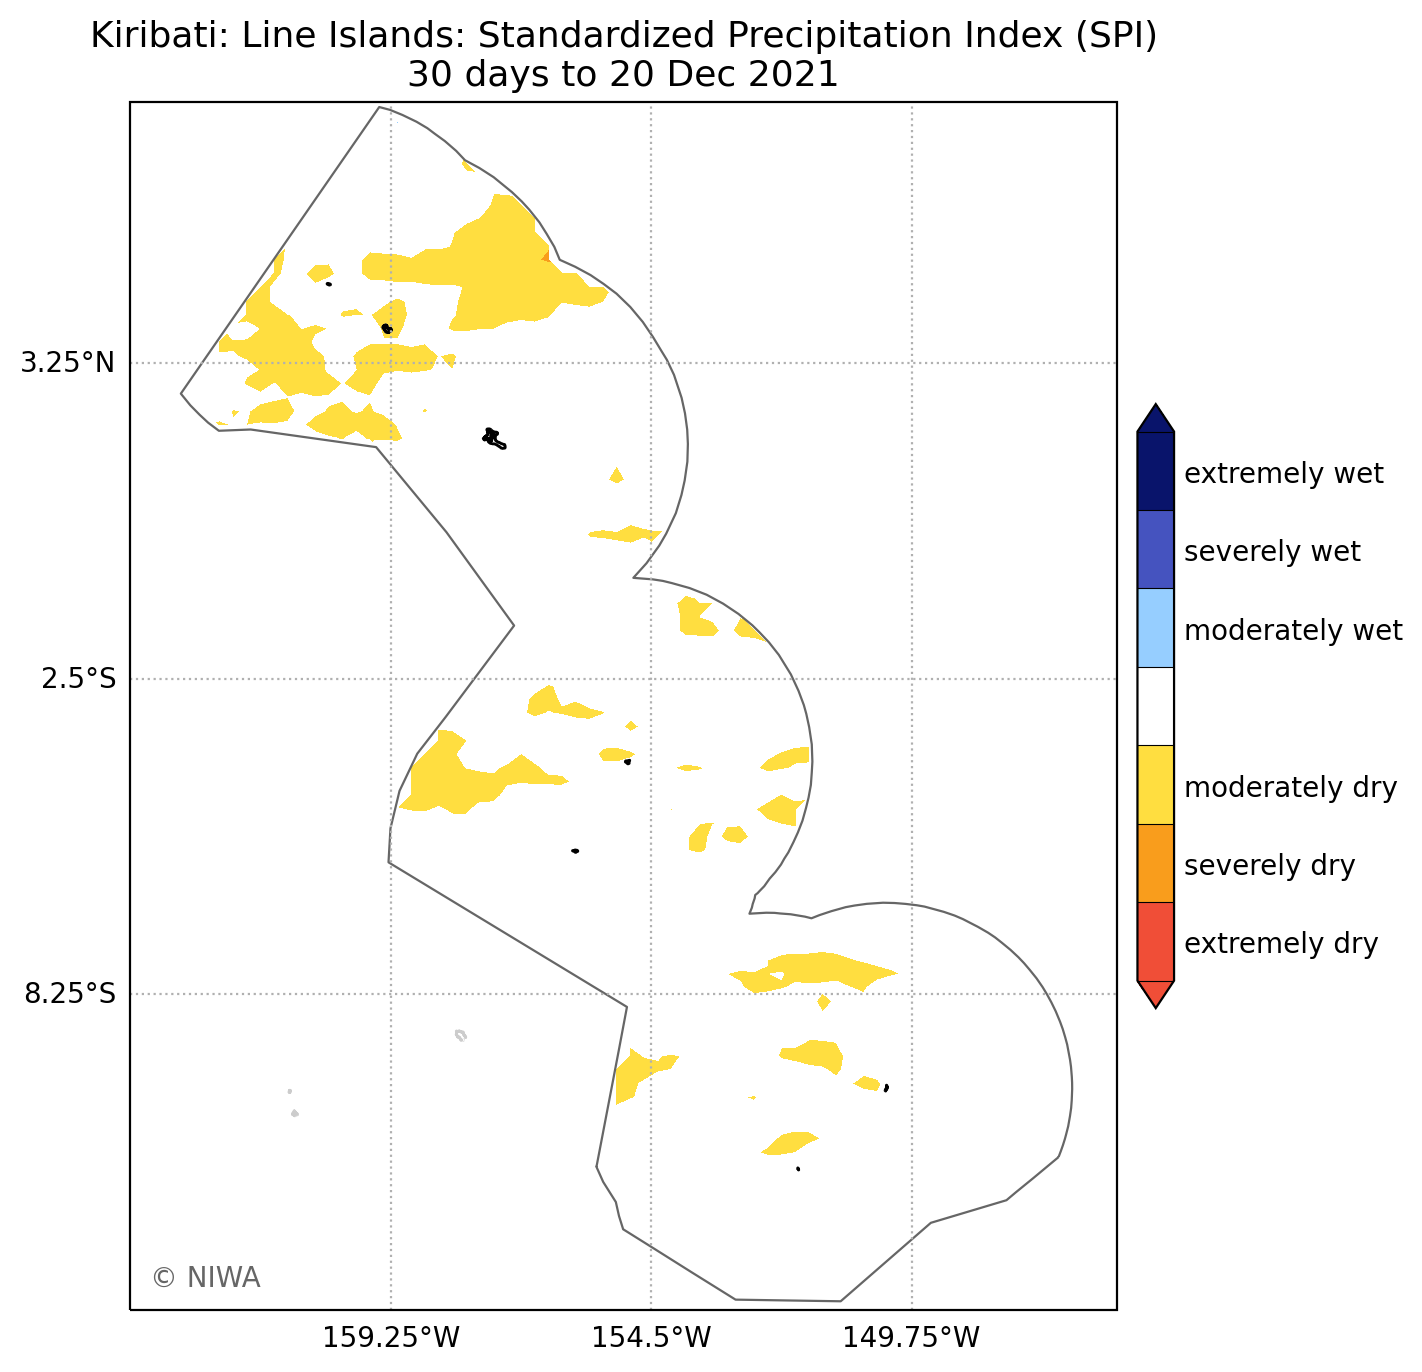 Kiribati: Line Islands: Standardized Precipitation Index (SPI)
30 days to 20 Dec 2021
3.25°N
2.5°S
8.25°S
159.25°W
154.5°W
149.75°W
extremely wet
severely wet
moderately wet
moderately dry
severely dry
extremely dry
© NIWA